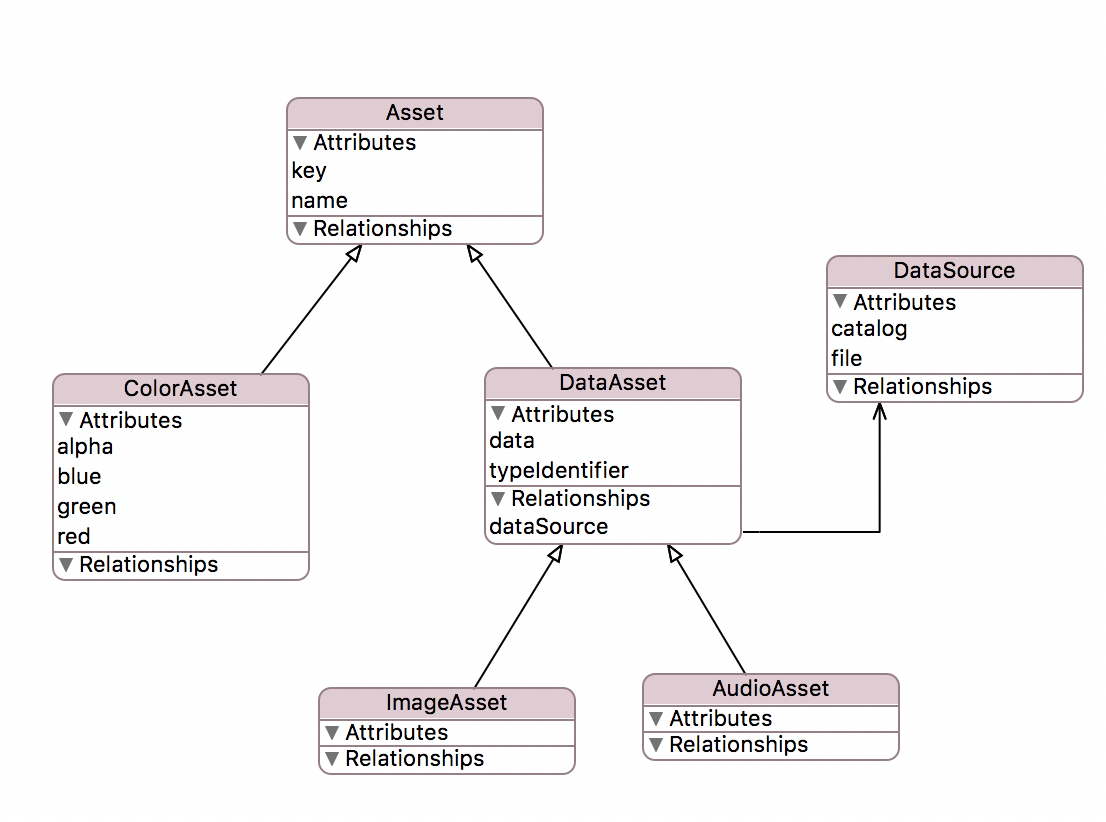 Asset
Attributes
key
name
Relationships
DataSource
Attributes
catalog
file
Relationships
ColorAsset
Attributes
alpha
blue
green
red
Relationships
DataAsset
Attributes
data
typeIdentifier
Relationships
dataSource
ImageAsset
Attributes
Relationships
AudioAsset
Attributes
Relationships